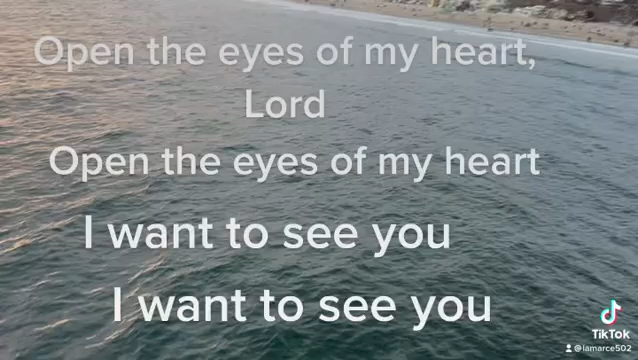 Open the eyes of my heart,
Lord
Open the eyes of my heart
I want to see you
I want to see you
TikTok
@lamarce502